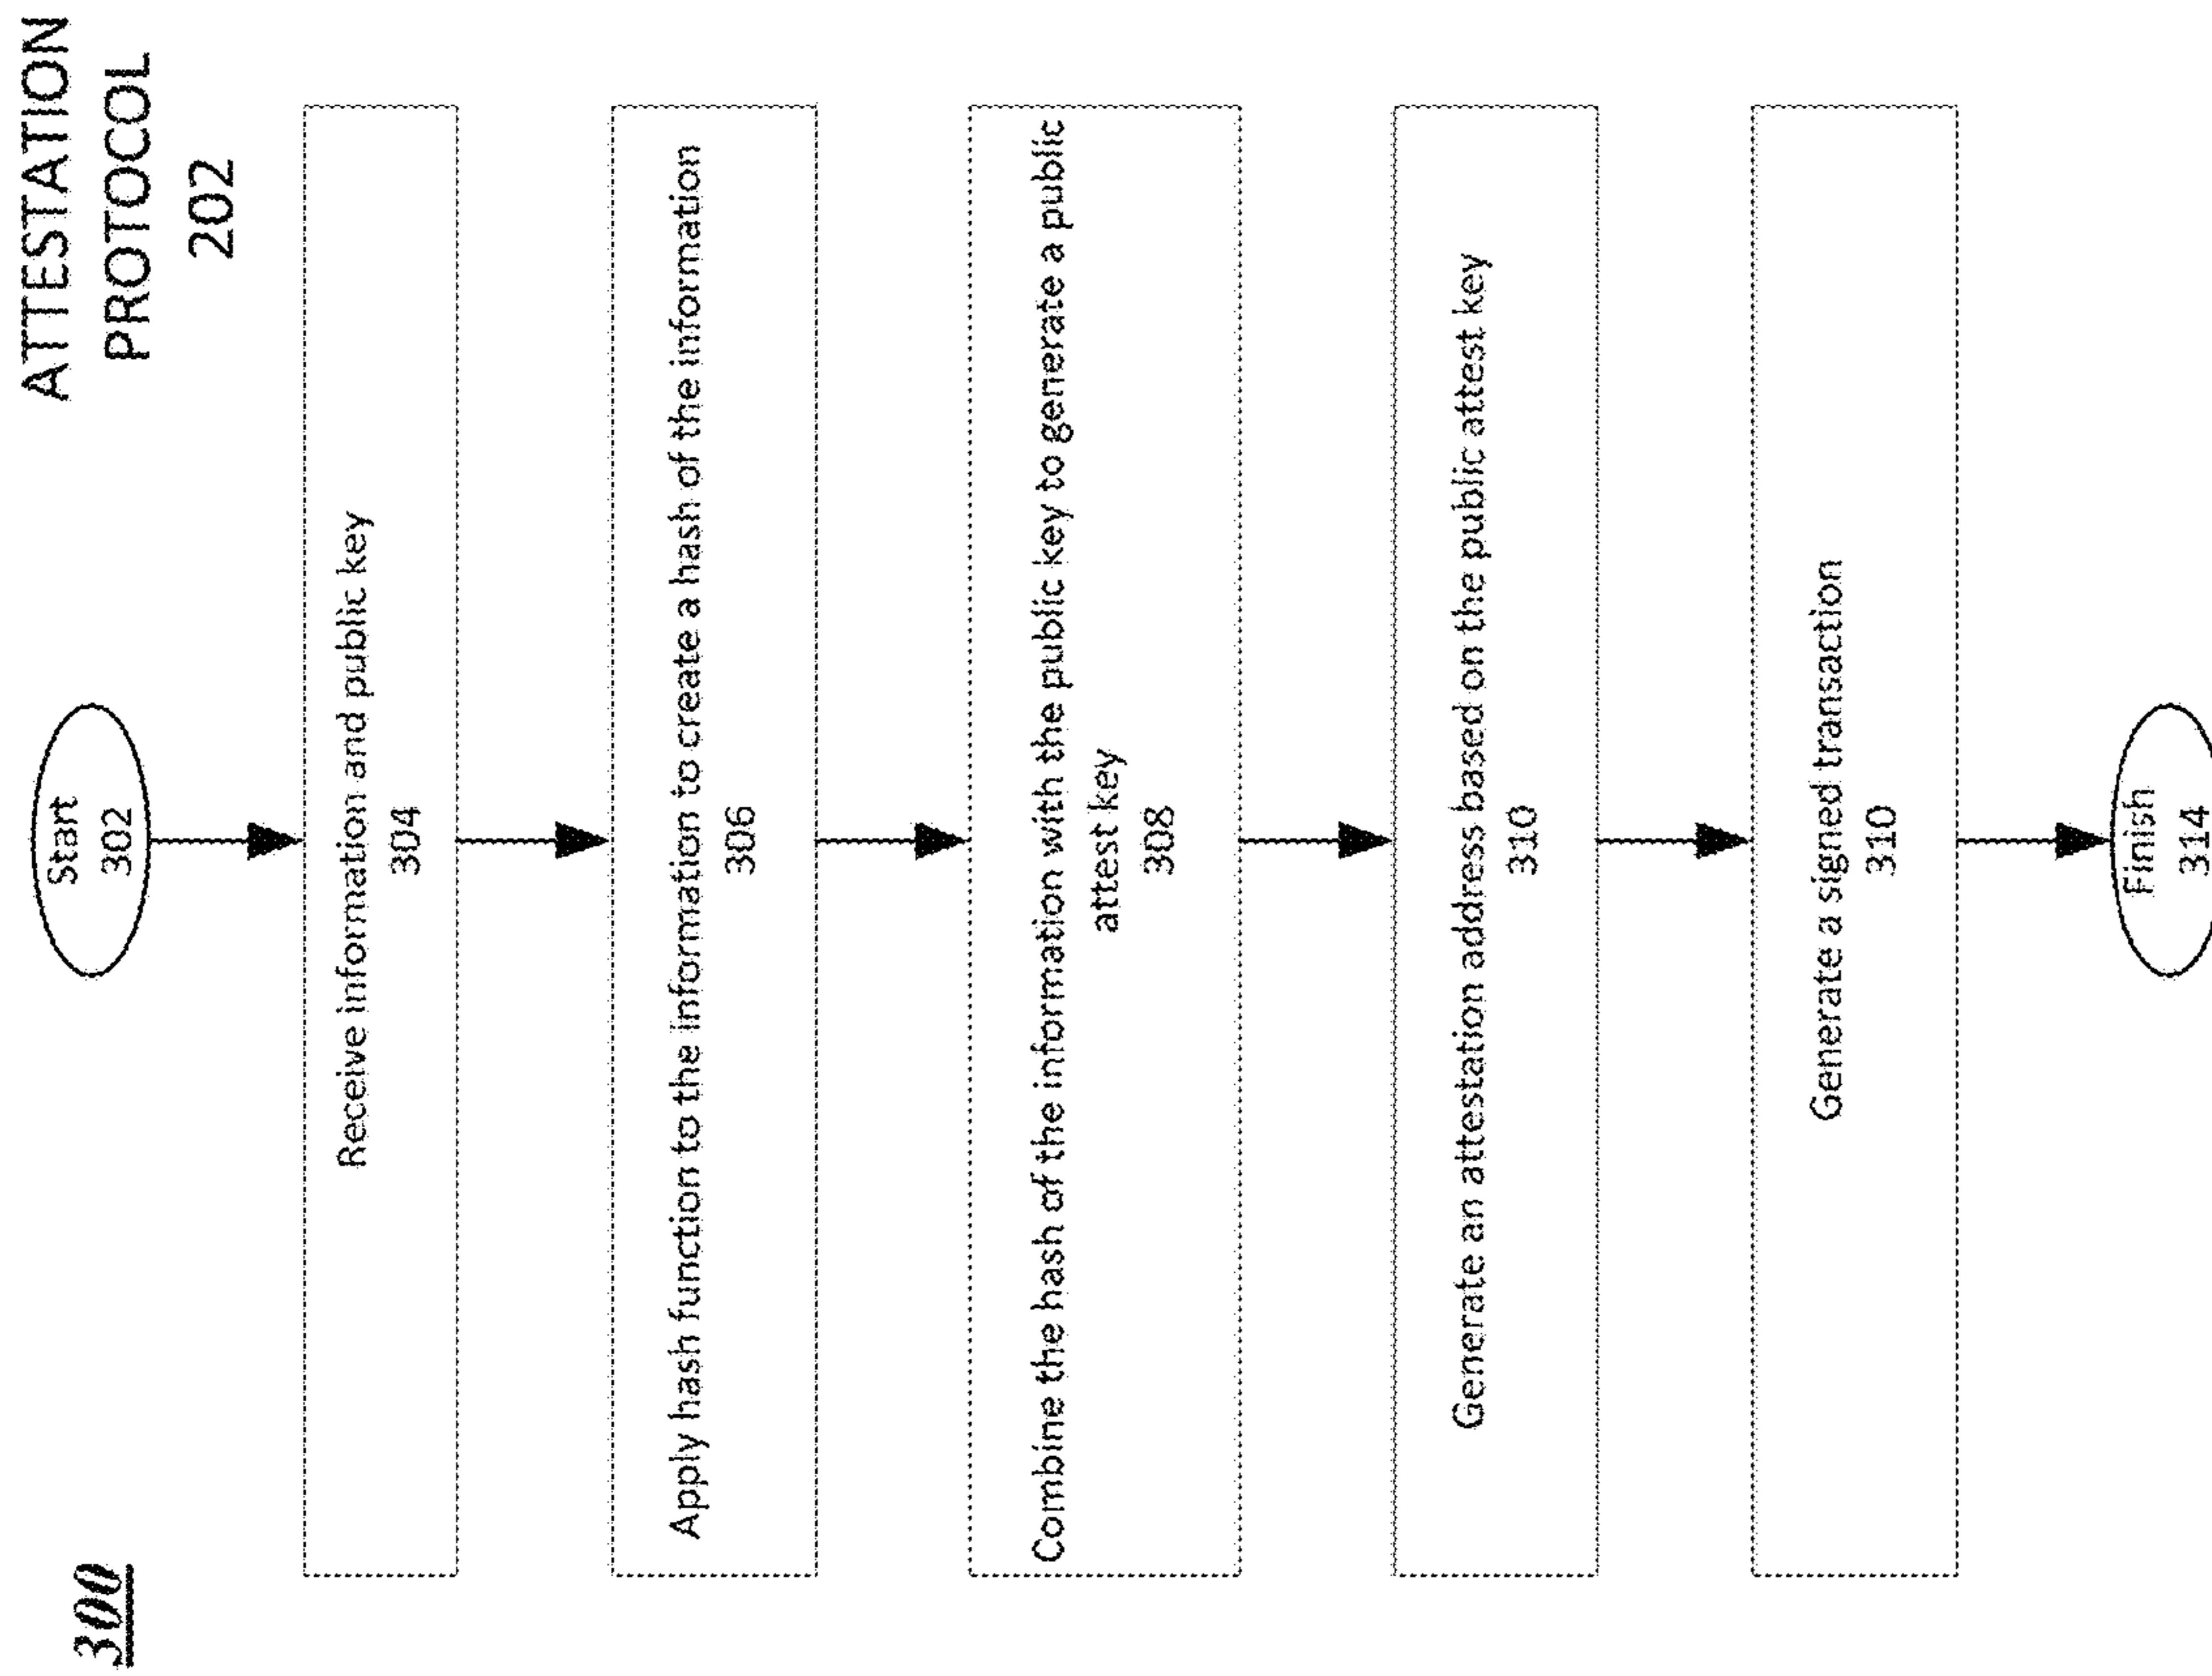 300
ATTESTATION
PROTOCOL
202
Start
302
Receive information and public key
304
Apply hash function to the information to create a hash of the information
306
Combine the hash of the information with the public key to generate a public
attest key
308
Generate an attestation address based on the public attest key
310
Generate a signed transaction
310
Finish
314